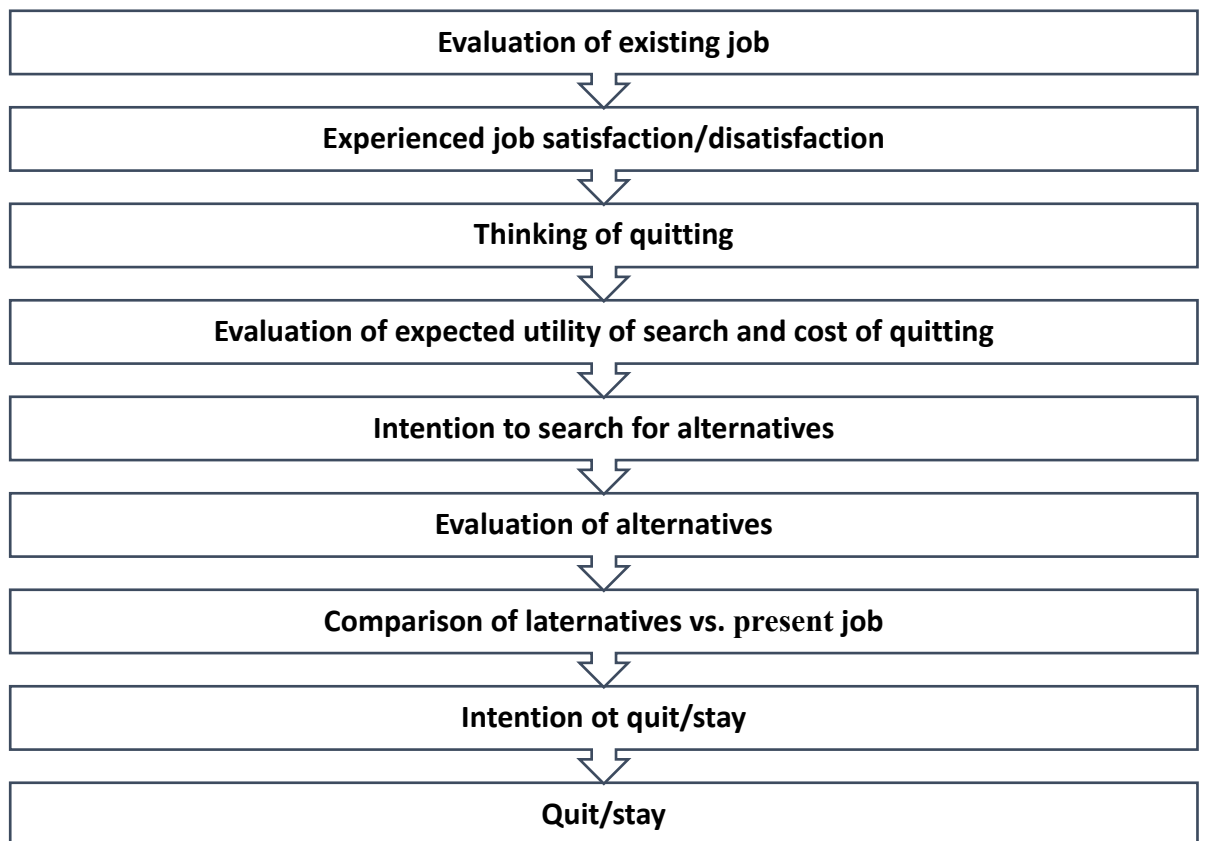 Evaluation of existing job
Experienced job satisfaction/disatisfaction
Thinking of quitting
Evaluation of expected utility of search and cost of quitting
Intention to search for alternatives
Evaluation of alternatives
Comparison of laternatives vs. present job
Intention ot quit/stay
Quit/stay